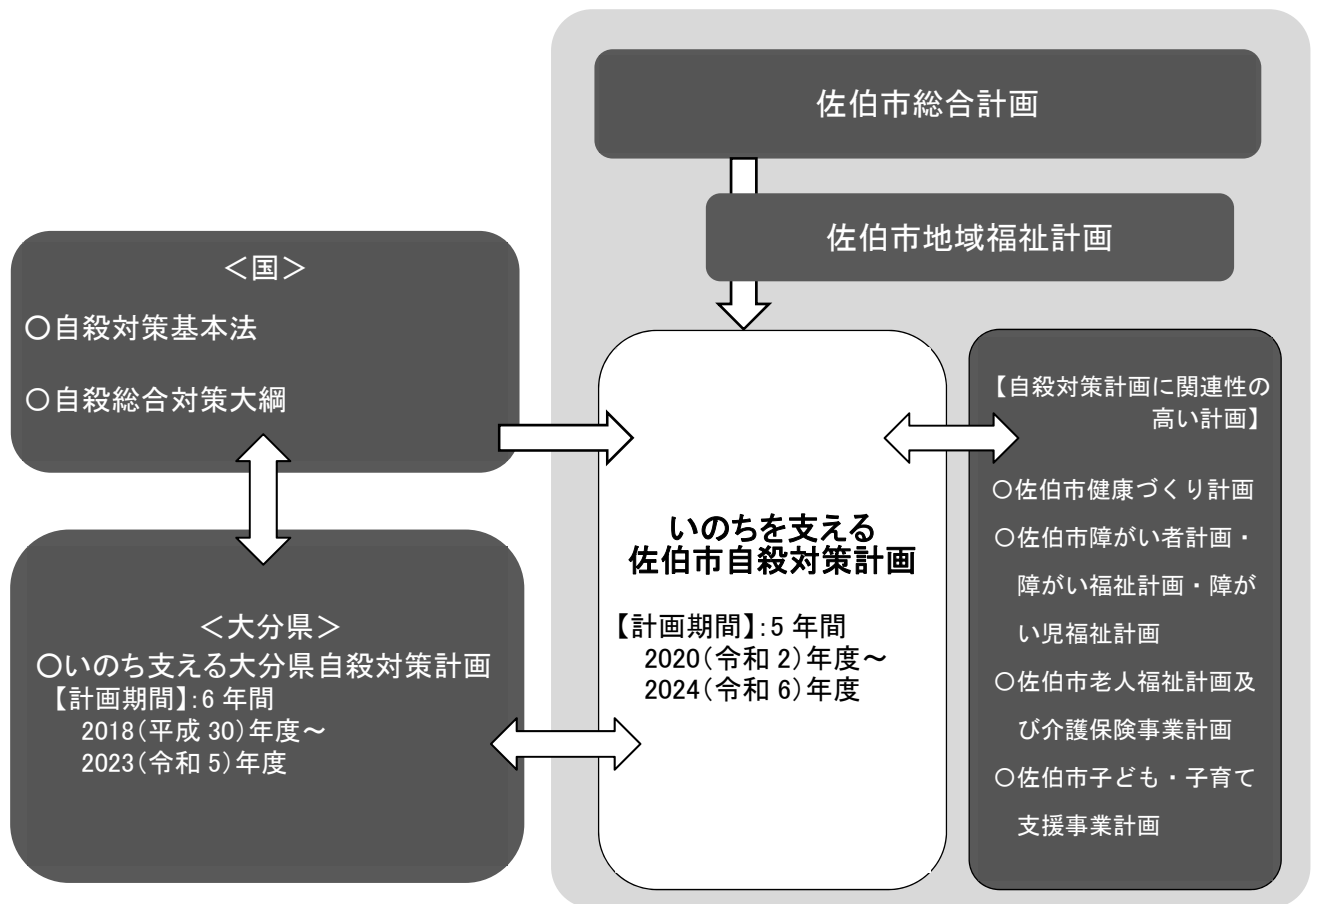 佐伯市総合計画
佐伯市地域福祉計画
＜国＞
〇自殺対策基本法
〇自殺総合対策大綱
＜大分県＞
〇いのち支える大分県自殺対策計画
【計画期間】：6 年間
2018（平成 30）年度～
2023（令和 5）年度
いのちを支える
佐伯市自殺対策計画
【計画期間】：5 年間
2020（令和 2）年度～
2024（令和 6）年度
【自殺対策計画に関連性の
高い計画】
〇佐伯市健康づくり計画
〇佐伯市障がい者計画・
障がい福祉計画・障が
い児福祉計画
〇佐伯市老人福祉計画及
び介護保険事業計画
〇佐伯市子ども・子育て
支援事業計画